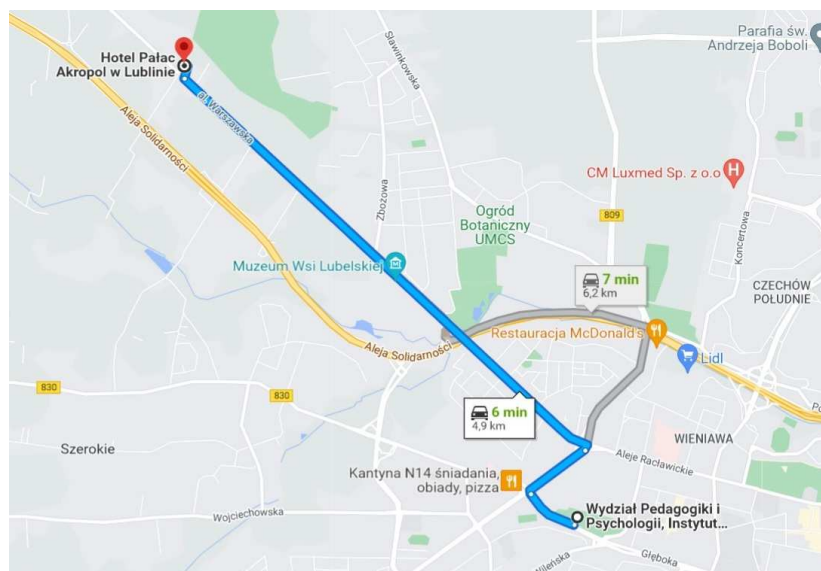 Parafia św.
Andrzeja Boboli
Hotel Pałac
Akropol w Lublinie
Sławinkowska
al. Warszawska
Aleja Solidarności
CM Luxmed Sp. z o.o
H
Zbożowa
Ogród
Botaniczny
UMCS
809
Koncertowa
Muzeum Wsi Lubelskiej
7 min
6,2 km
CZECHÓW
POŁUDNIE
Restauracja McDonald's
Aleja Solidarności
Lidl
830
830
6 min
4,9 km
Szerokie
WIENIAWA
Aleje Racławickie
Kantyna N14 śniadania,
obiady, pizza
Wojciechowska
Wydział Pedagogiki i
Psychologii, Instytut...
Wileńska
Głęboka